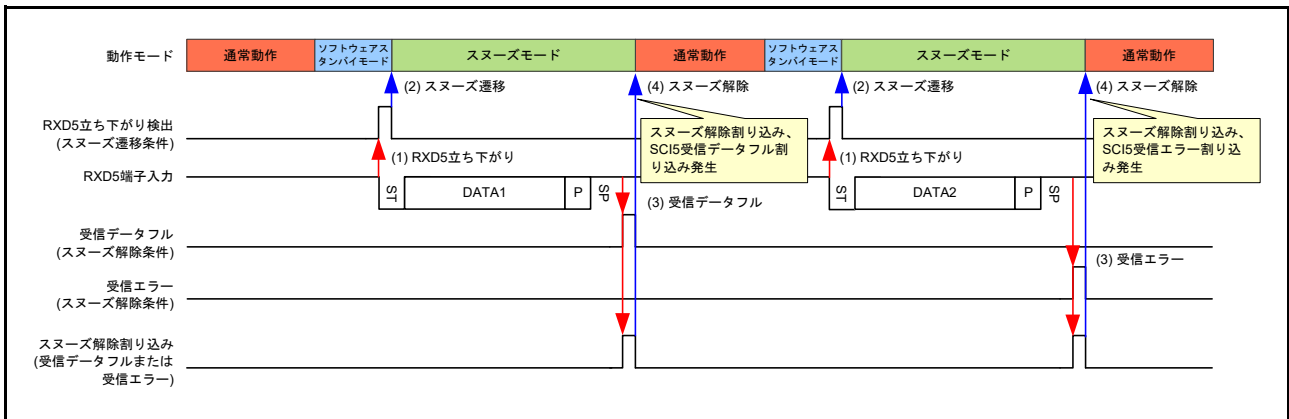 動作モード
通常動作
ソフトウェアス
タンバイモード
スヌーズモード
通常動作
ソフトウェアス
タンバイモード
スヌーズモード
通常動作
(2) スヌーズ遷移
(4) スヌーズ解除
(2) スヌーズ遷移
(4) スヌーズ解除
RXD5立ち下がり検出
(スヌーズ遷移条件)
スヌーズ解除割り込み、
SCI5受信データフル割
り込み発生
スヌーズ解除割り込み、
SCI5受信エラー割り込
み発生
(1) RXD5立ち下がり
(1) RXD5立ち下がり
RXD5端子入力
ST
DATA1
P
SP
ST
DATA2
P
SP
(3) 受信データフル
受信データフル
(スヌーズ解除条件)
(3) 受信エラー
受信エラー
(スヌーズ解除条件)
スヌーズ解除割り込み
(受信データフルまたは
受信エラー)